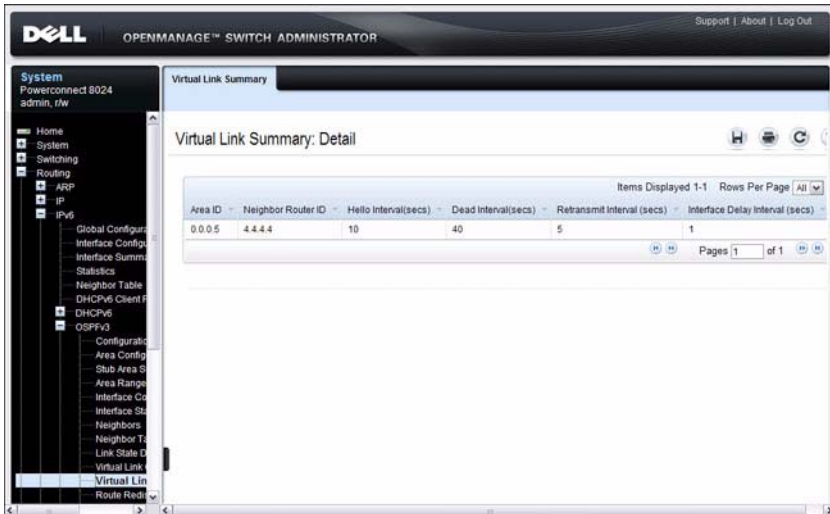 Support | About | Log Out
DELL OPENMANAGE™ SWITCH ADMINISTRATOR
System
Powerconnect 8024
admin, r/w
Home
System
Switching
Routing
ARP
IP
IPv6
Global Configura
Interface Configu
Interface Summa
Statistics
Neighbor Table
DHCPv6 Client P
DHCPv6
OSPFv3
Configuratio
Area Config
Stub Area S
Area Range
Interface Co
Interface Sta
Neighbors
Neighbor Ta
Link State D
Virtual Link
Virtual Lin
Route Redis
Virtual Link Summary
Virtual Link Summary: Detail
Items Displayed 1-1 Rows Per Page All
Area ID Neighbor Router ID Hello Interval(secs) Dead Interval(secs) Retransmit Interval (secs) Interface Delay Interval (secs)
0.0.0.5 4.4.4.4 10 40 5 1
Pages 1 of 1